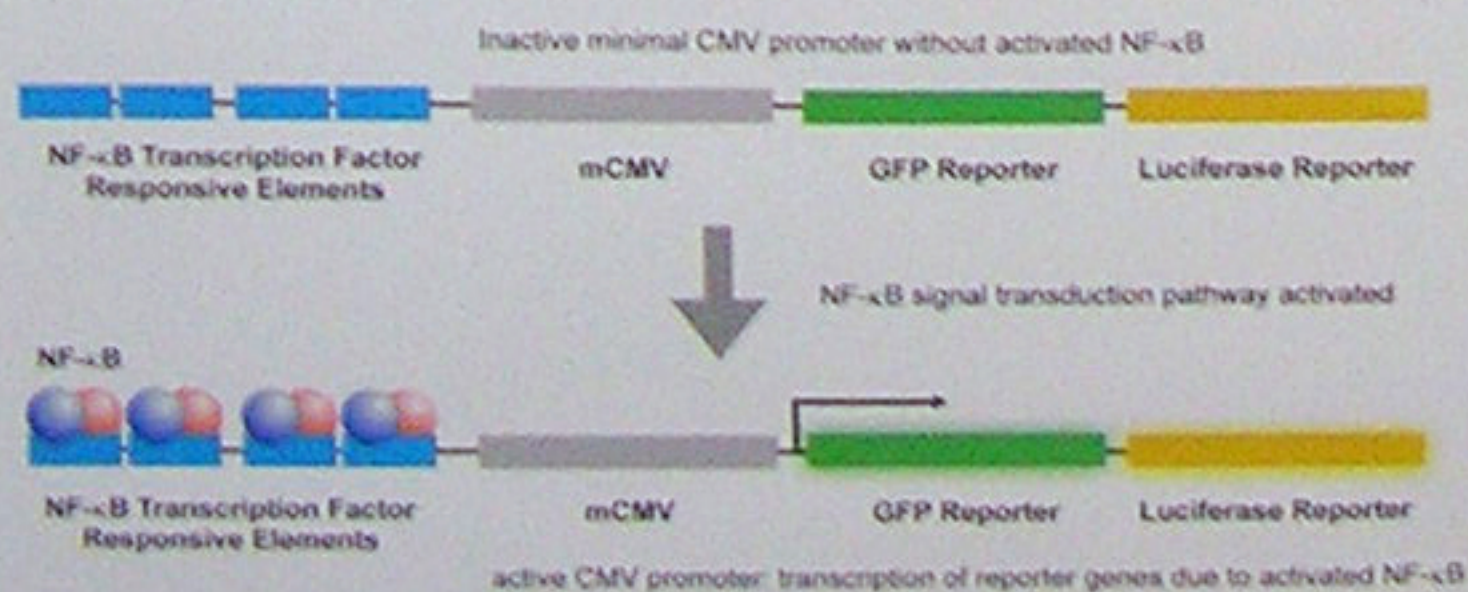 Inactive minimal CMV promoter without activated NF-κB
NF-κB Transcription Factor
Responsive Elements
mCMV
GFP Reporter
Luciferase Reporter
NF-κB signal transduction pathway activated
NF-κB
NF-κB Transcription Factor
Responsive Elements
mCMV
GFP Reporter
Luciferase Reporter
active CMV promoter: transcription of reporter genes due to activated NF-κB